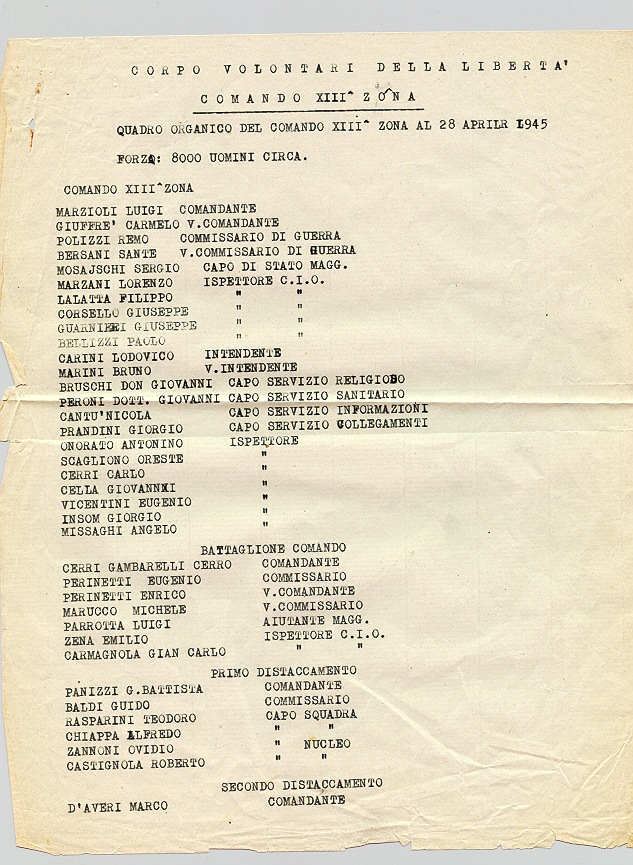 CORPO VOLONTARI DELLA LIBERTA'
COMANDO XIII^ ZONA
QUADRO ORGANICO DEL COMANDO XIII^ ZONA AL 28 APRILR 1945
FORZA: 8000 UOMINI CIRCA.
COMANDO XIII^ZONA
MARZIOLI LUIGI COMANDANTE
GIUFFRE' CARMELO V.COMANDANTE
POLIZZI REMO COMMISSARIO DI GUERRA
BERSANI SANTE V.COMMISSARIO DI GUERRA
MOSAJSCHI SERGIO CAPO DI STATO MAGG.
MARZANI LORENZO ISPETTORE C.I.O.
LALATTA FILIPPO " "
CORSELLO GIUSEPPE " "
GUARNIERI GIUSEPPE " "
BELLIZZI PAOLO " "
CARINI LODOVICO INTENDENTE
MARINI BRUNO V.INTENDENTE
BRUSCHI DON GIOVANNI CAPO SERVIZIO RELIGIOSO
PERONI DOTT. GIOVANNI CAPO SERVIZIO SANITARIO
CANTU'NICOLA CAPO SERVIZIO INFORMAZIONI
PRANDINI GIORGIO CAPO SERVIZIO COLLEGAMENTI
ONORATO ANTONINO ISPETTORE
SCAGLIONO ORESTE "
CERRI CARLO "
CELLA GIOVANNI "
VICENTINI EUGENIO "
INSOM GIORGIO "
MISSAGHI ANGELO "
BATTAGLIONE COMANDO
CERRI GAMBARELLI CERRO COMANDANTE
PERINETTI EUGENIO COMMISSARIO
PERINETTI ENRICO V.COMANDANTE
MARUCCO MICHELE V.COMMISSARIO
PARROTTA LUIGI AIUTANTE MAGG.
ZENA EMILIO ISPETTORE C.I.O.
CARMAGNOLA GIAN CARLO " "
PRIMO DISTACCAMENTO
PANIZZI G.BATTISTA COMANDANTE
BALDI GUIDO COMMISSARIO
RASPARINI TEODORO CAPO SQUADRA
CHIAPPA ALFREDO " "
ZANNONI OVIDIO " NUCLEO
CASTIGNOLA ROBERTO " "
SECONDO DISTACCAMENTO
D'AVERI MARCO COMANDANTE